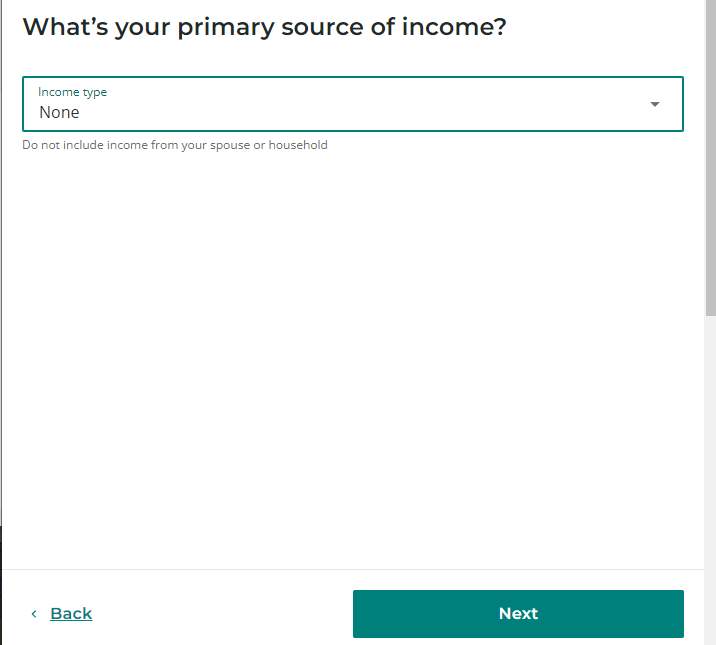 What's your primary source of income?
Income type
None
Do not include income from your spouse or household
Back
Next